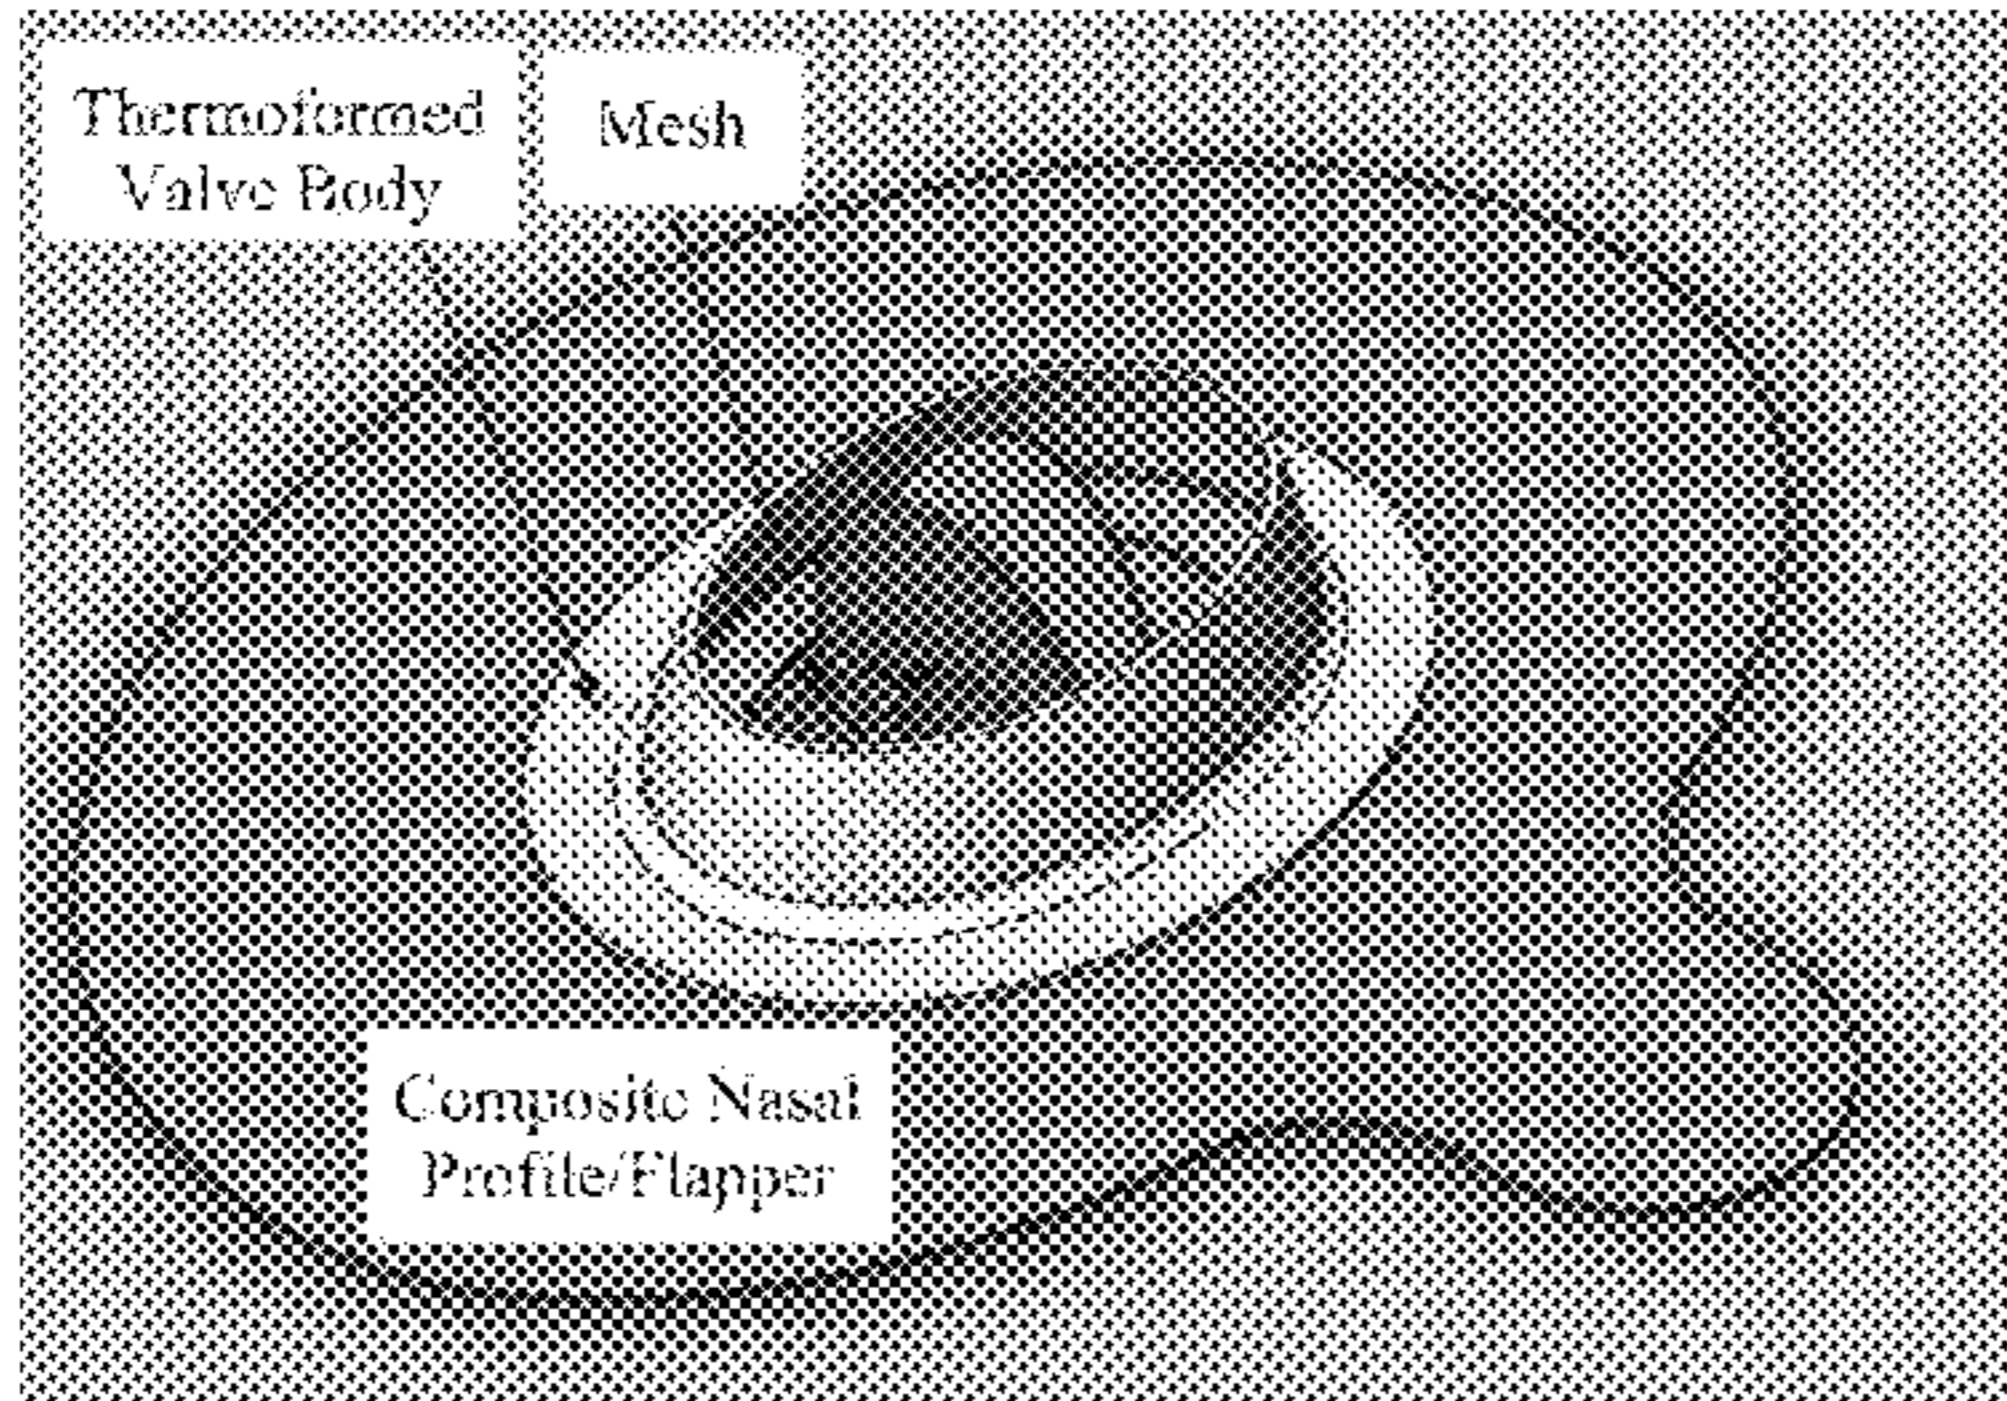 Thermoformed
Valve Body
Mesh
Composite Nasal
Profile/Flapper